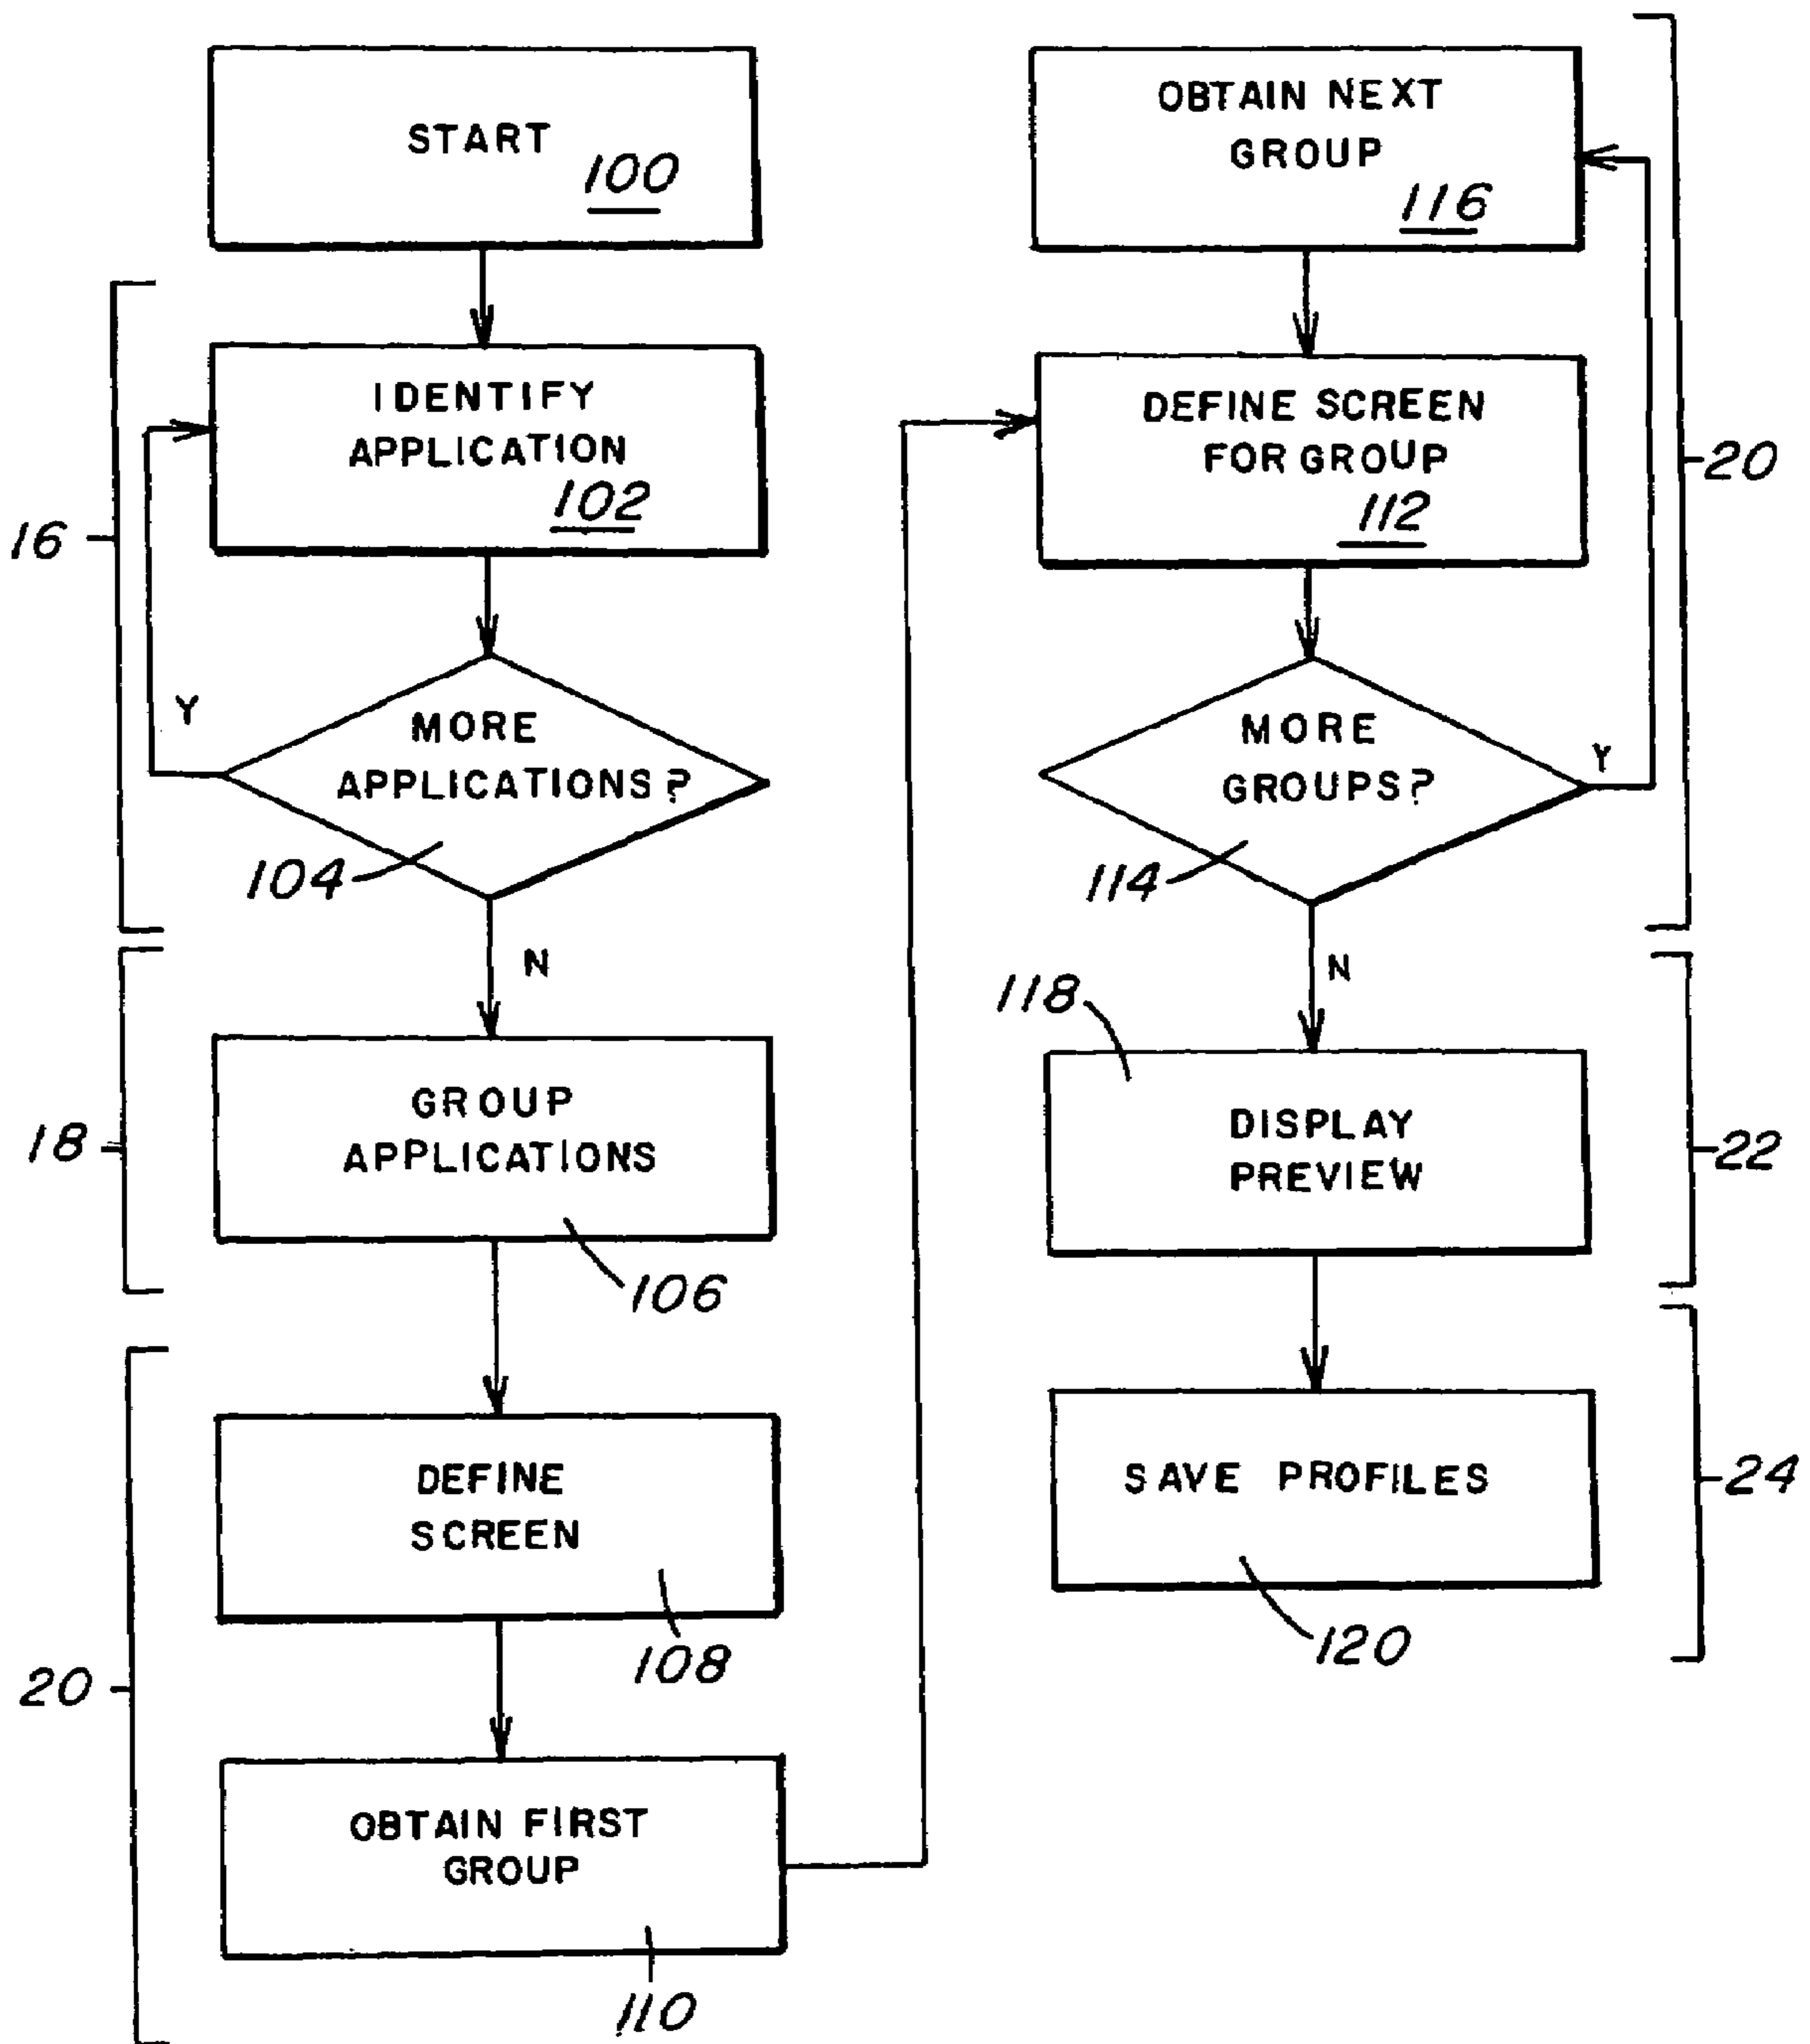 START
100
IDENTIFY
APPLICATION
102
16
Y
MORE
APPLICATIONS?
104
N
GROUP
APPLICATIONS
18
106
DEFINE
SCREEN
108
20
OBTAIN FIRST
GROUP
110
OBTAIN NEXT
GROUP
116
DEFINE SCREEN
FOR GROUP
112
20
MORE
GROUPS?
Y
114
N
118
DISPLAY
PREVIEW
22
SAVE PROFILES
24
120